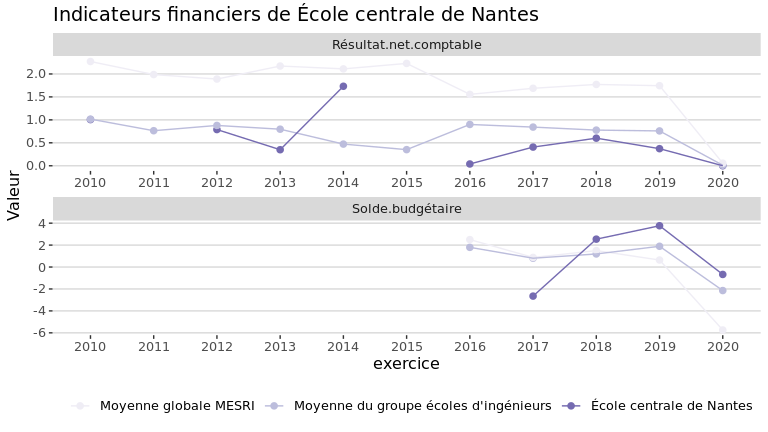 Indicateurs financiers de École centrale de Nantes
Résultat.net.comptable
2.0
1.5
1.0
0.5
0.0
2010 2011 2012 2013 2014 2015 2016 2017 2018 2019 2020
Valeur
Solde.budgétaire
4
2
0
-2
-4
-6
2010 2011 2012 2013 2014 2015 2016 2017 2018 2019 2020
exercice
Moyenne globale MESRI Moyenne du groupe écoles d'ingénieurs École centrale de Nantes